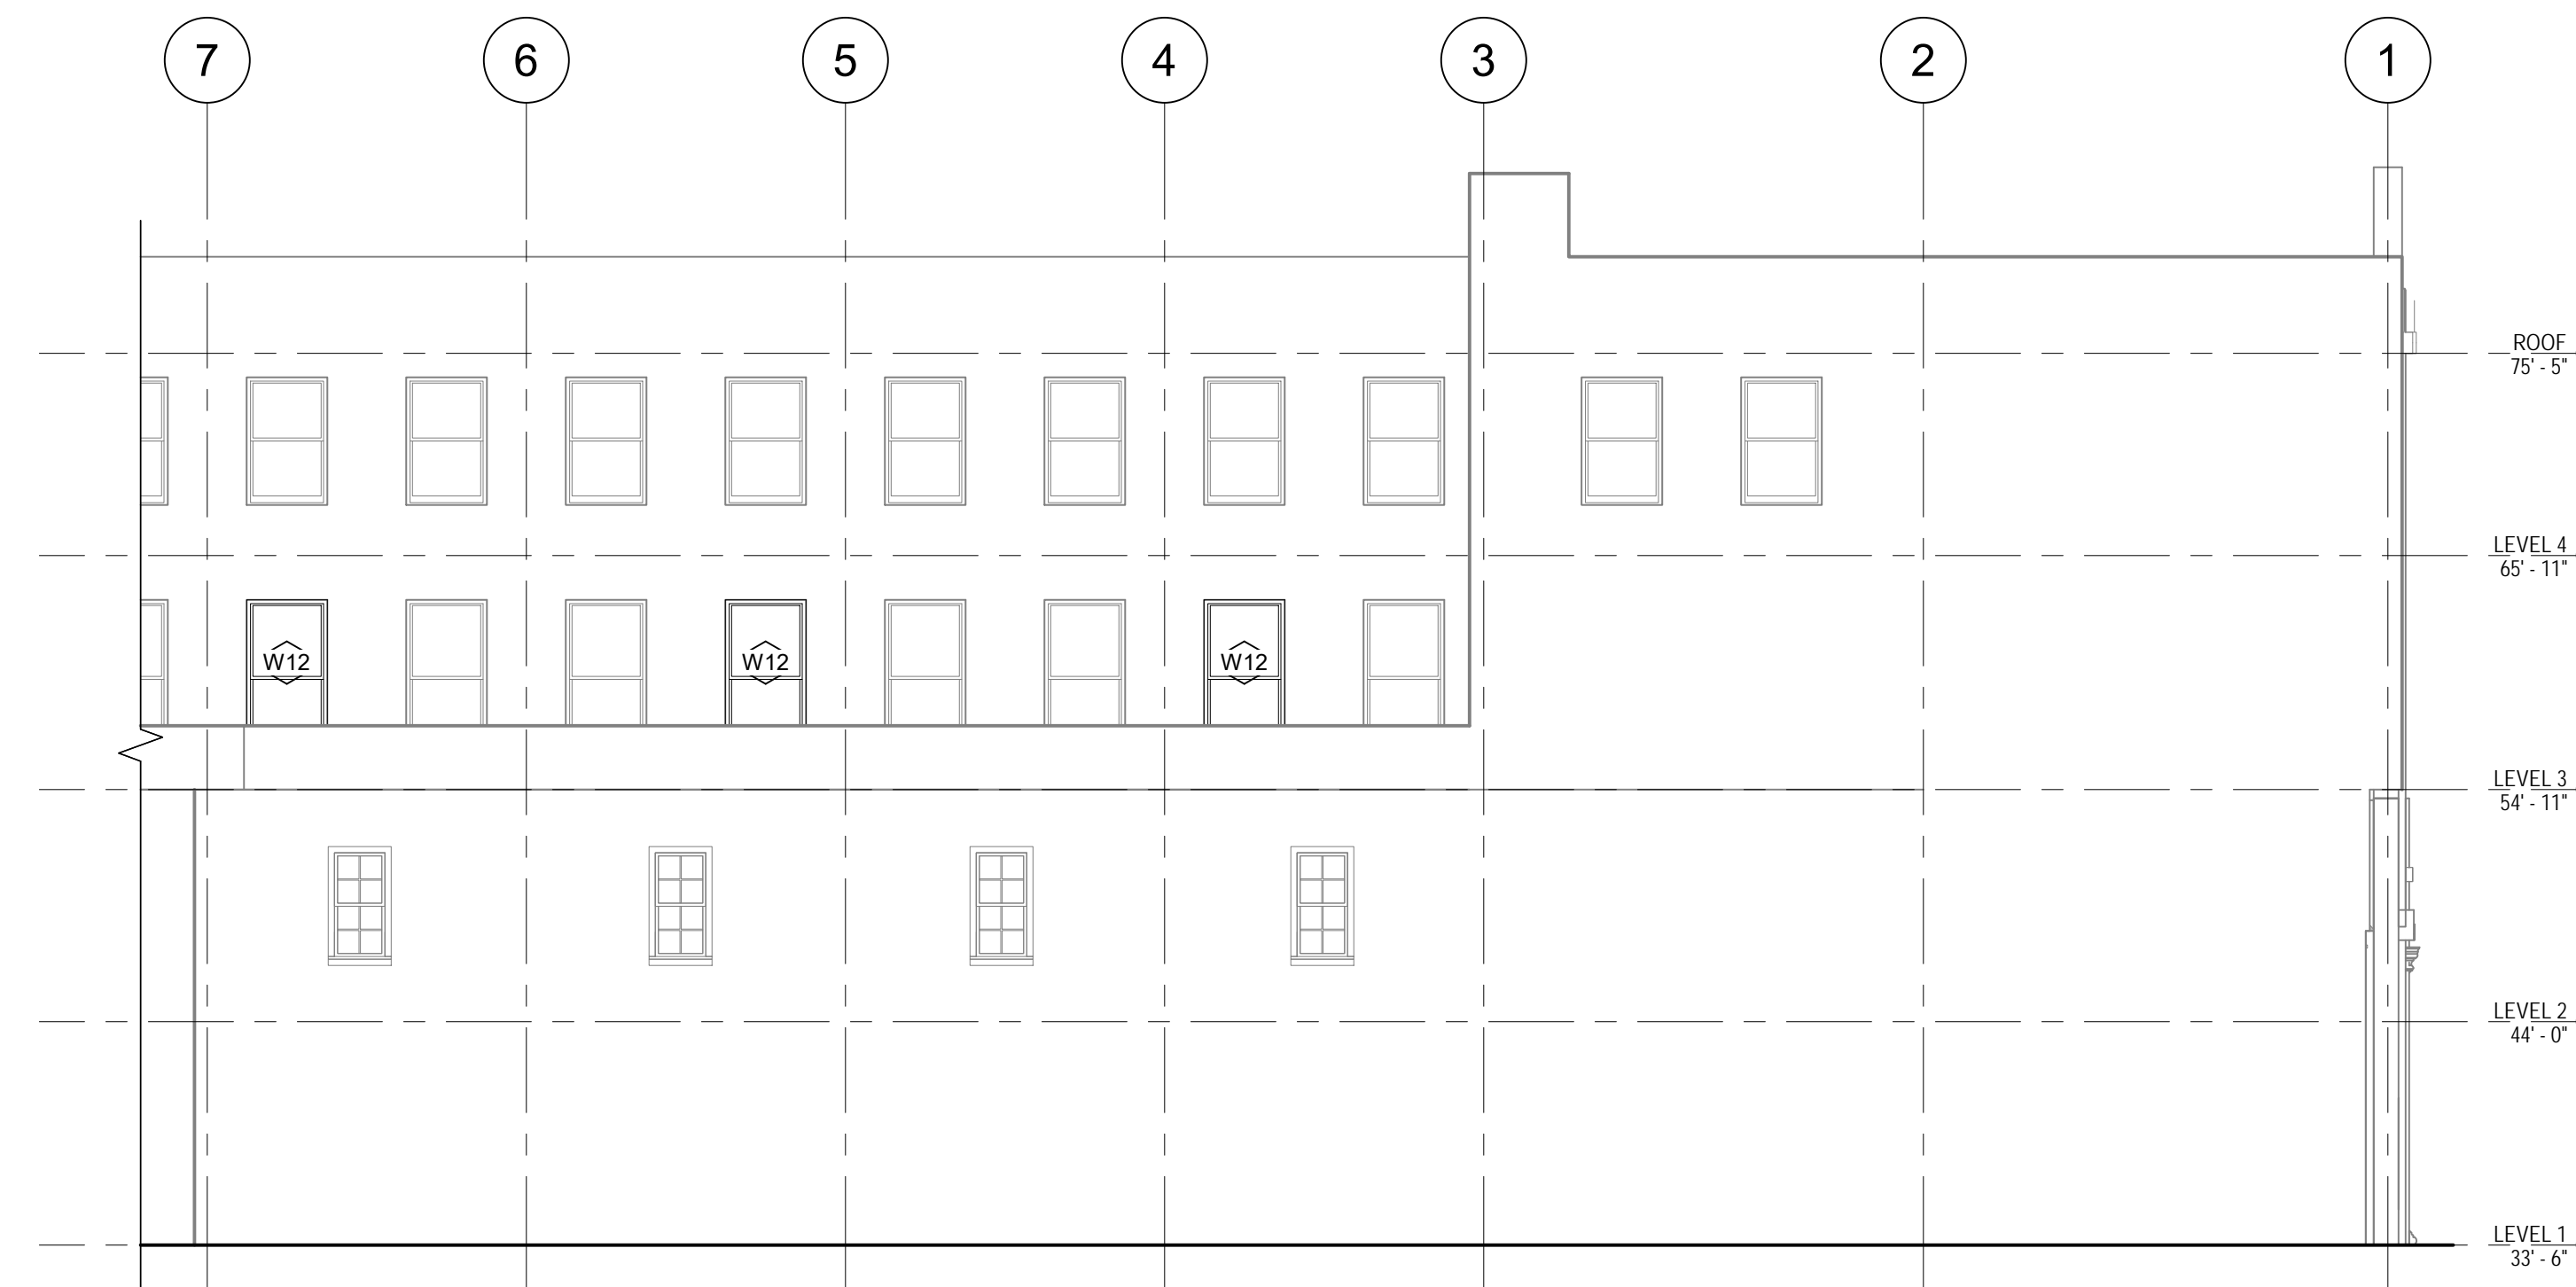 7 6 5 4 3 2 1
ROOF
75' - 5"
LEVEL 4
65' - 11"
W12 W12 W12
LEVEL 3
54' - 11"
LEVEL 2
44' - 0"
LEVEL 1
33' - 6"